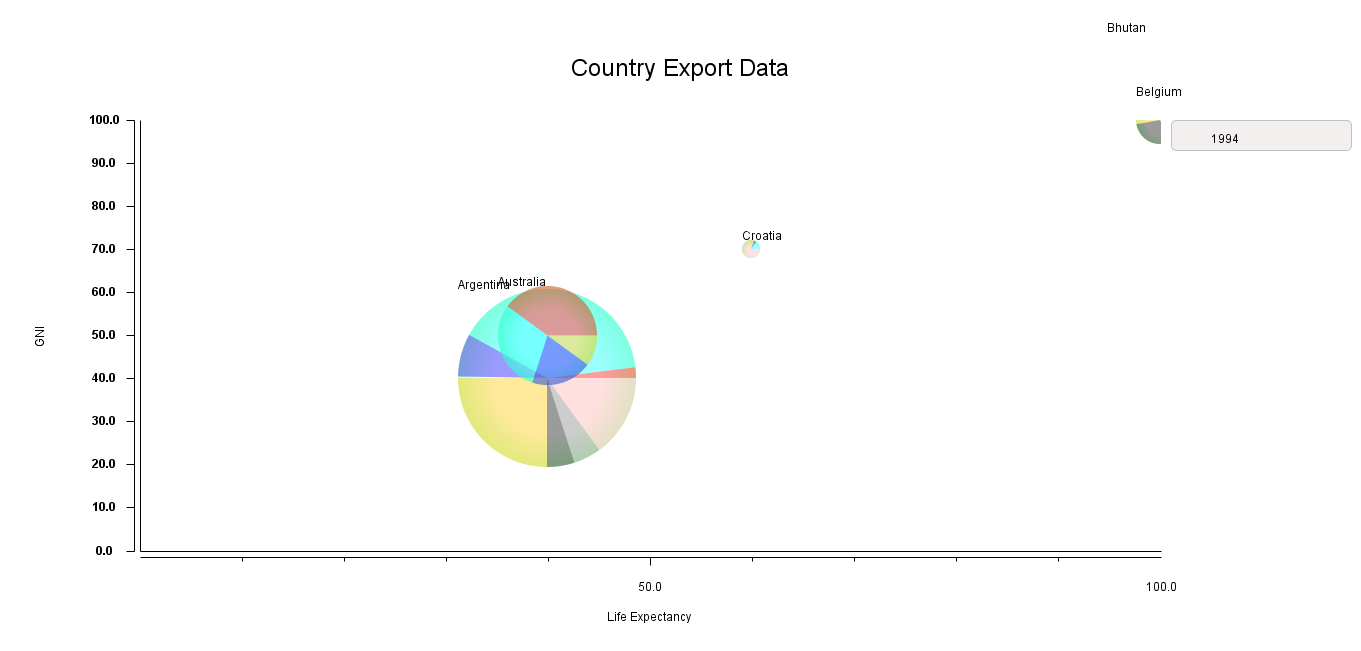 Bhutan
Country Export Data
Belgium
100.0
1994
90.0
80.0
70.0
Croatia
60.0
Argentina
Australia
50.0
GNI
40.0
30.0
20.0
10.0
0.0
50.0
100.0
Life Expectancy